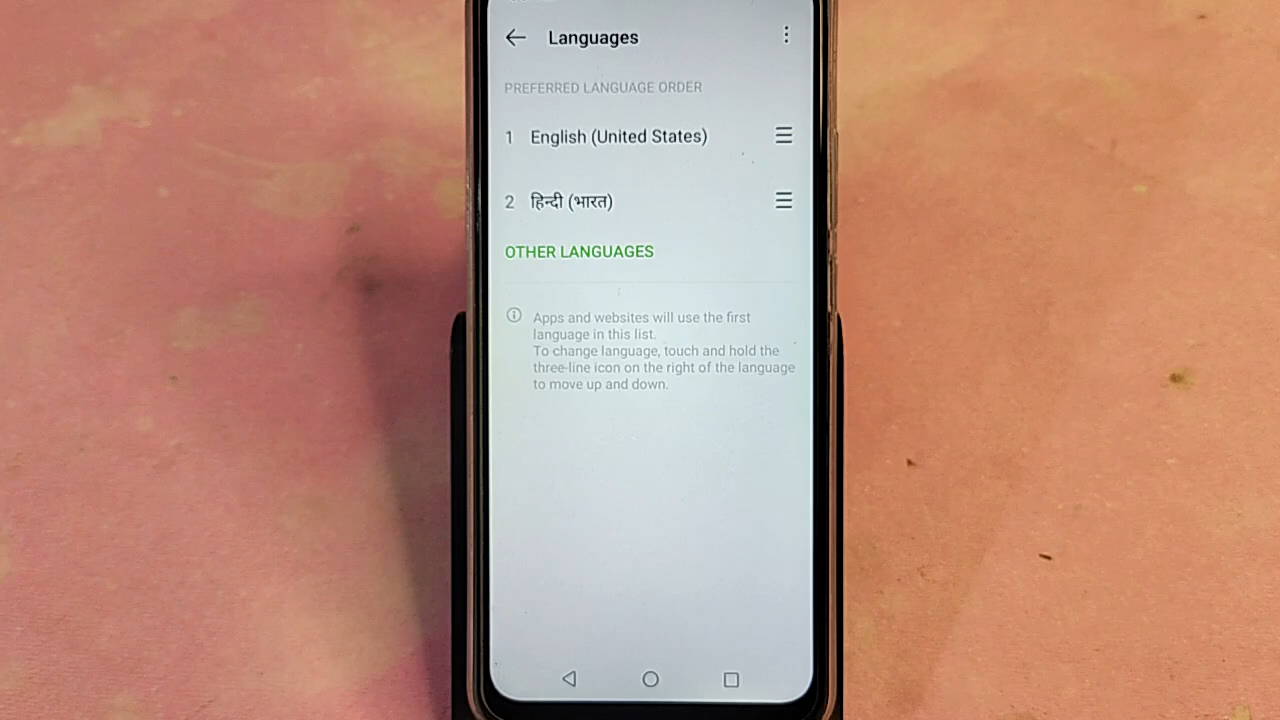 Languages
PREFERRED LANGUAGE ORDER
1 English (United States)
2 हिन्दी (भारत)
OTHER LANGUAGES
Apps and websites will use the first
language in this list.
To change language, touch and hold the
three-line icon on the right of the language
to move up and down.